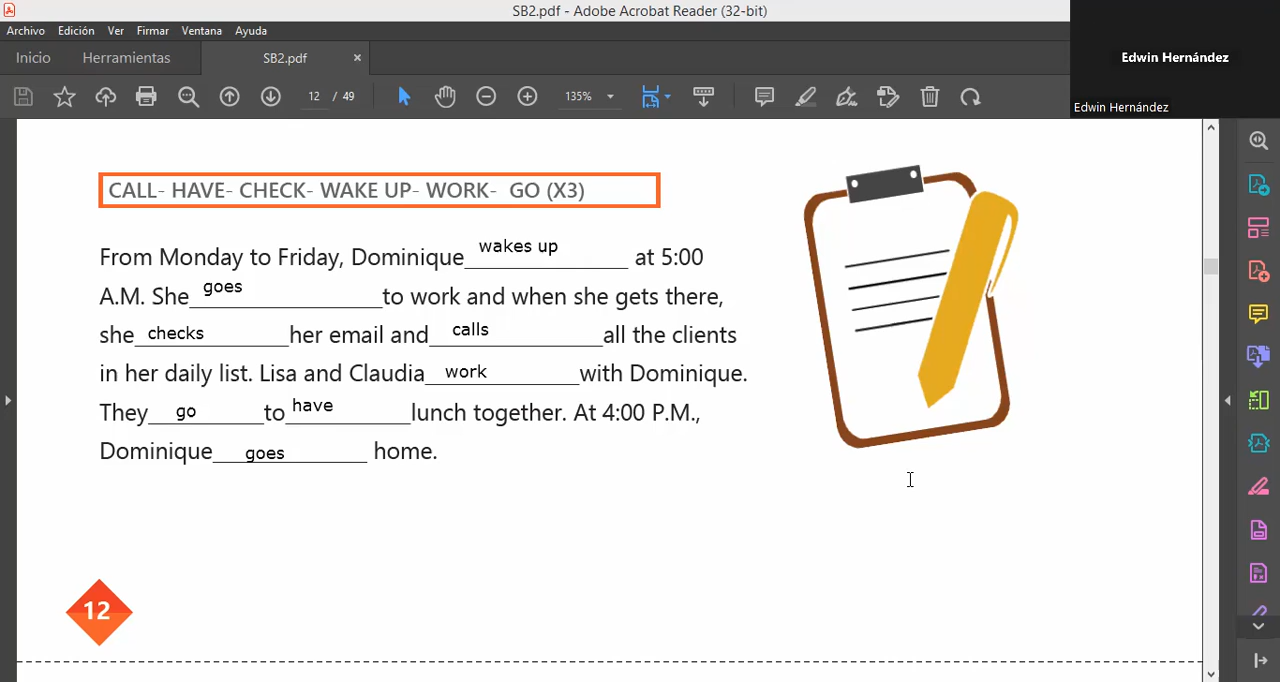 SB2.pdf - Adobe Acrobat Reader (32-bit)
Archivo Edición Ver Firmar Ventana Ayuda
Inicio Herramientas SB2.pdf ×
12 / 49 135%
Edwin Hernández
Edwin Hernández
CALL- HAVE- CHECK- WAKE UP- WORK- GO (X3)
From Monday to Friday, Dominique wakes up at 5:00
A.M. She goes to work and when she gets there,
she checks her email and calls all the clients
in her daily list. Lisa and Claudia work with Dominique.
They go to have lunch together. At 4:00 P.M.,
Dominique goes home.
12